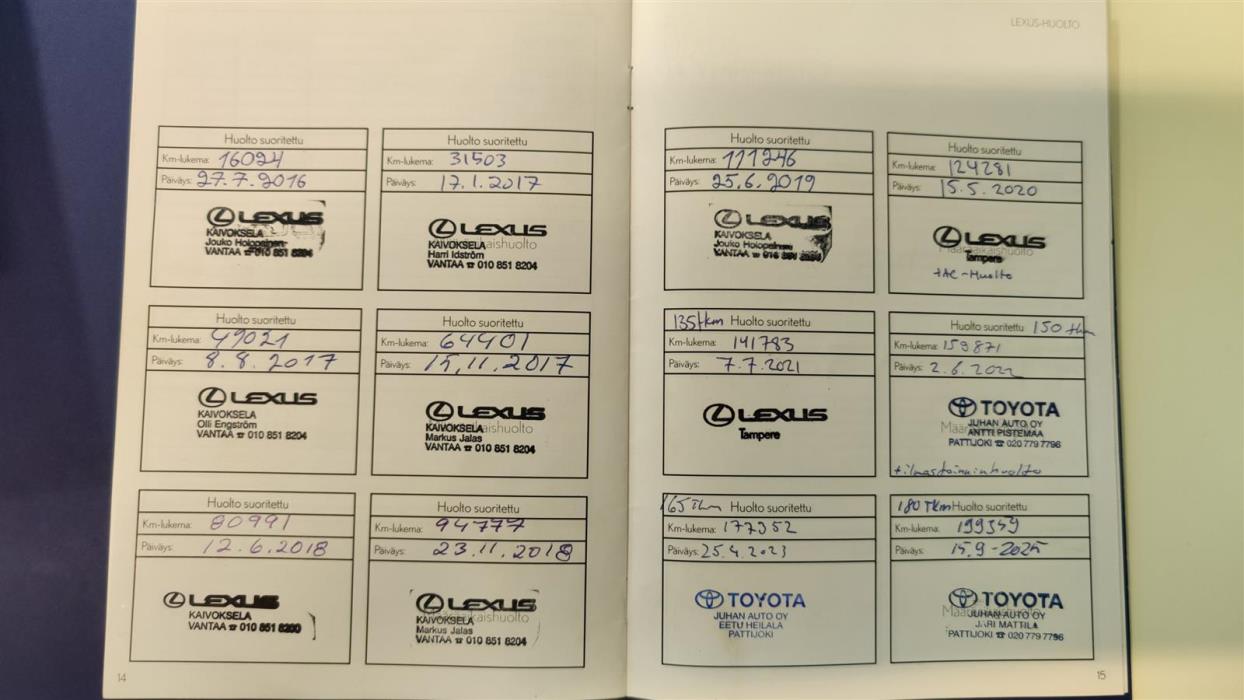 LEXUS-HUOLTO
Huolto suoritettu
Km-lukema: 16024
Päiväys: 27.7.2016
LEXUS
KAIVOKSELA
Jouko Holopainen
VANTAA ☎ 010 851 8204
Huolto suoritettu
Km-lukema: 31503
Päiväys: 17.1.2017
LEXUS
KAIVOKSELA
Harri Idström
VANTAA ☎ 010 851 8204
Huolto suoritettu
Km-lukema: 49021
Päiväys: 8.8.2017
LEXUS
KAIVOKSELA
Olli Engström
VANTAA ☎ 010 851 8204
Huolto suoritettu
Km-lukema: 64401
Päiväys: 15.11.2017
LEXUS
KAIVOKSELA
Markus Jalas
VANTAA ☎ 010 851 8204
Huolto suoritettu
Km-lukema: 80991
Päiväys: 12.6.2018
LEXUS
KAIVOKSELA
VANTAA ☎ 010 851 8200
Huolto suoritettu
Km-lukema: 94777
Päiväys: 23.11.2018
LEXUS
KAIVOKSELA
Markus Jalas
VANTAA ☎ 010 851 8204
14
Huolto suoritettu
Km-lukema: 111246
Päiväys: 25.6.2019
LEXUS
KAIVOKSELA
Jouko Holopainen
VANTAA ☎ 010 851
Huolto suoritettu
Km-lukema: 124281
Päiväys: 15.5.2020
LEXUS
Määräaikaishuolto
Tampere
+AC-Huolto
135tkm Huolto suoritettu
Km-lukema: 141783
Päiväys: 7.7.2021
LEXUS
Tampere
Huolto suoritettu 150 tkm
Km-lukema: 159871
Päiväys: 2.6.2022
TOYOTA
JUHAN AUTO OY
ANTTI PISTEMAA
PATTIJOKI ☎ 020 779 7796
+ilmastoinninhuolto
165 Tkm Huolto suoritettu
Km-lukema: 177352
Päiväys: 25.4.2023
TOYOTA
JUHAN AUTO OY
EETU HEILALA
PATTIJOKI
180 TKm Huolto suoritettu
Km-lukema: 199349
Päiväys: 15.9-2025
TOYOTA
JUHAN AUTO OY
JARI MATTILA
PATTIJOKI ☎ 020 779 7796
15